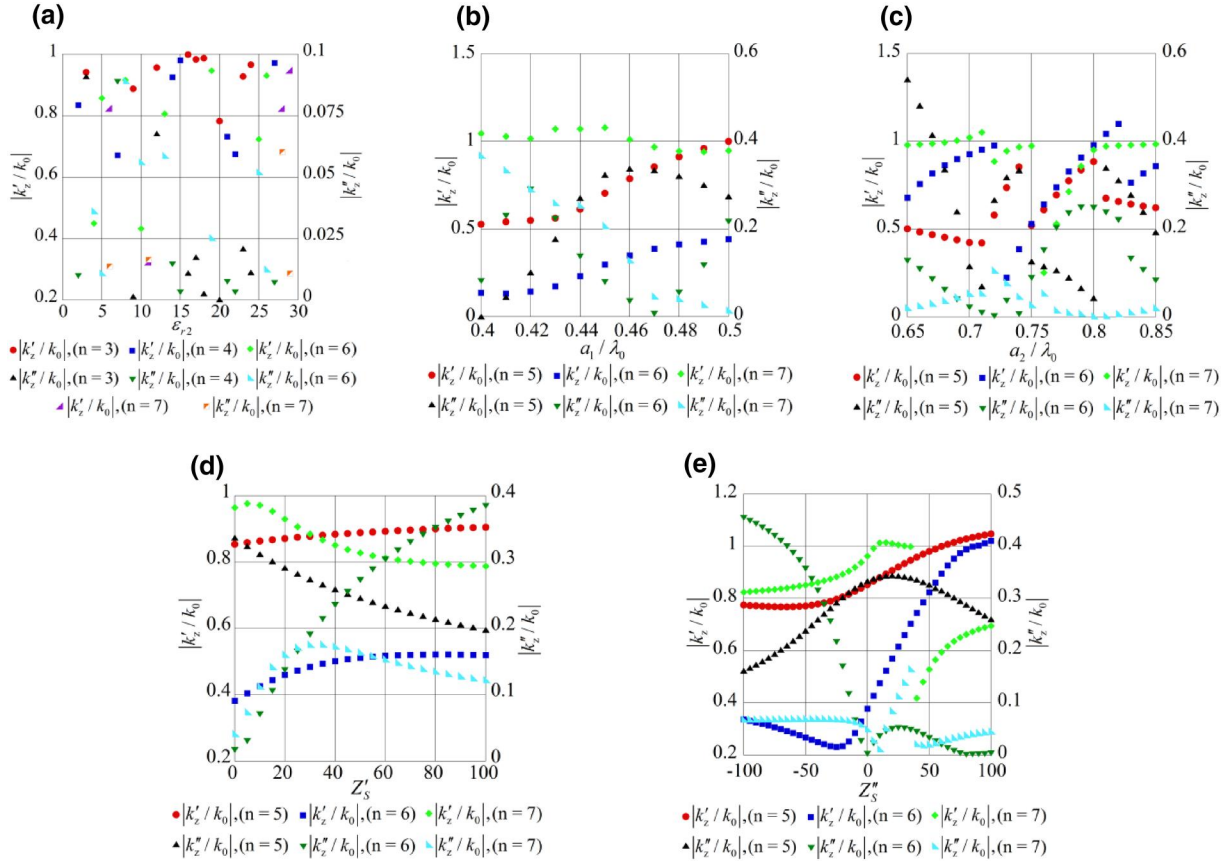 (a)
1
0.8
0.6
0.4
0.2
0.1
0.075
0.05
0.025
0
|k′z / k0|
|k″z / k0|
0 5 10 15 20 25 30
εr2
|k′z / k0|,(n = 3) |k′z / k0|,(n = 4) |k′z / k0|,(n = 6)
|k″z / k0|,(n = 3) |k″z / k0|,(n = 4) |k″z / k0|,(n = 6)
|k′z / k0|,(n = 7) |k″z / k0|,(n = 7)
(b)
1.5
1
0.5
0
0.6
0.4
0.2
0
|k′z / k0|
|k″z / k0|
0.4 0.42 0.44 0.46 0.48 0.5
a1 / λ0
|k′z / k0|,(n = 5) |k′z / k0|,(n = 6) |k′z / k0|,(n = 7)
|k″z / k0|,(n = 5) |k″z / k0|,(n = 6) |k″z / k0|,(n = 7)
(c)
1.5
1
0.5
0
0.6
0.4
0.2
0
|k′z / k0|
|k″z / k0|
0.65 0.7 0.75 0.8 0.85
a2 / λ0
|k′z / k0|,(n = 5) |k′z / k0|,(n = 6) |k′z / k0|,(n = 7)
|k″z / k0|,(n = 5) |k″z / k0|,(n = 6) |k″z / k0|,(n = 7)
(d)
1
0.8
0.6
0.4
0.2
0.4
0.3
0.2
0.1
0
|k′z / k0|
|k″z / k0|
0 20 40 60 80 100
Z′S
|k′z / k0|,(n = 5) |k′z / k0|,(n = 6) |k′z / k0|,(n = 7)
|k″z / k0|,(n = 5) |k″z / k0|,(n = 6) |k″z / k0|,(n = 7)
(e)
1.2
1
0.8
0.6
0.4
0.2
0.5
0.4
0.3
0.2
0.1
0
|k′z / k0|
|k″z / k0|
-100 -50 0 50 100
Z″S
|k′z / k0|,(n = 5) |k′z / k0|,(n = 6) |k′z / k0|,(n = 7)
|k″z / k0|,(n = 5) |k″z / k0|,(n = 6) |k″z / k0|,(n = 7)